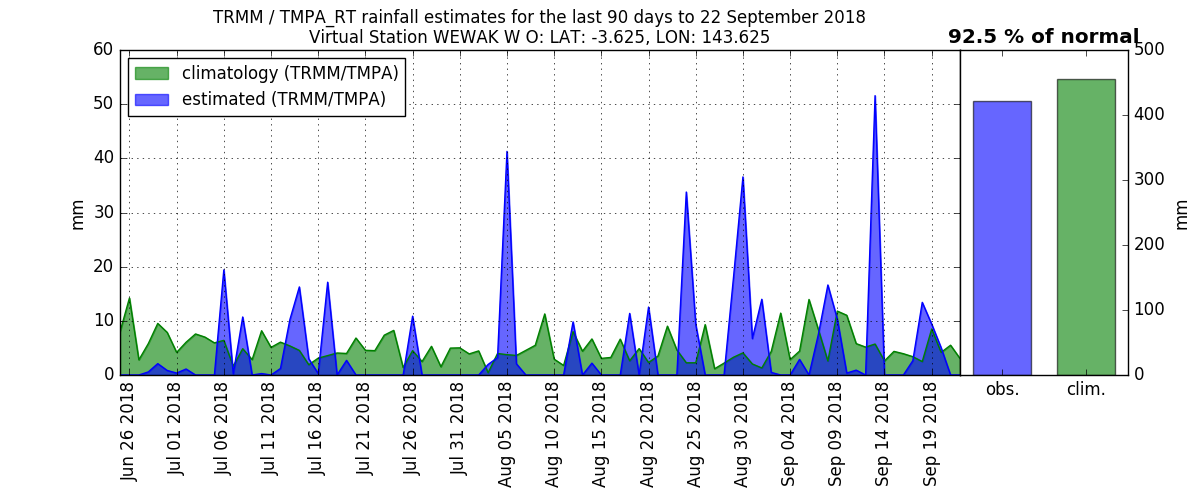 TRMM / TMPA_RT rainfall estimates for the last 90 days to 22 September 2018
Virtual Station WEWAK W O: LAT: -3.625, LON: 143.625
92.5 % of normal
climatology (TRMM/TMPA)
estimated (TRMM/TMPA)
60
50
40
30
20
10
0
mm
Jun 26 2018
Jul 01 2018
Jul 06 2018
Jul 11 2018
Jul 16 2018
Jul 21 2018
Jul 26 2018
Jul 31 2018
Aug 05 2018
Aug 10 2018
Aug 15 2018
Aug 20 2018
Aug 25 2018
Aug 30 2018
Sep 04 2018
Sep 09 2018
Sep 14 2018
Sep 19 2018
500
400
300
200
100
0
mm
obs.
clim.